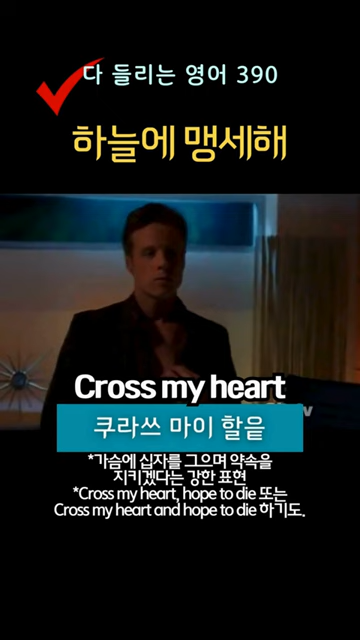 다 들리는 영어 390
하늘에 맹세해
Cross my heart
쿠라쓰 마이 할읕
*가슴에 십자를 그으며 약속을
지키겠다는 강한 표현
*Cross my heart, hope to die 또는
Cross my heart and hope to die 하기도.